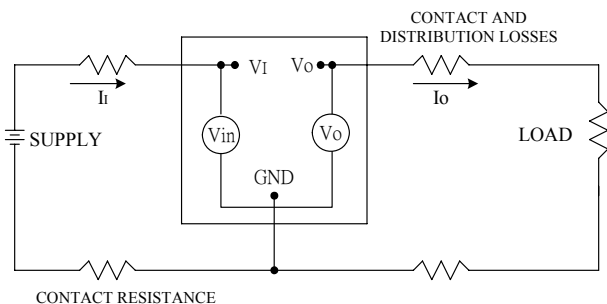 CONTACT AND
DISTRIBUTION LOSSES
VI
Vo
II
Io
SUPPLY
Vin
Vo
LOAD
GND
CONTACT RESISTANCE